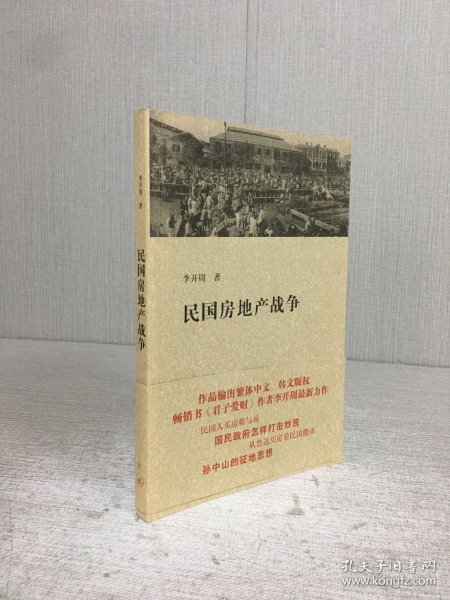 李开周 著
民国房地产战争
李开周 著
民国房地产战争
作品输出繁体中文、韩文版权
畅销书《君子爱财》作者李开周最新力作
民国人买房难与易
国民政府怎样打击炒房
从鲁迅买房看民国楼市
孙中山的征地思想
孔夫子旧书网
www.kongfz.com